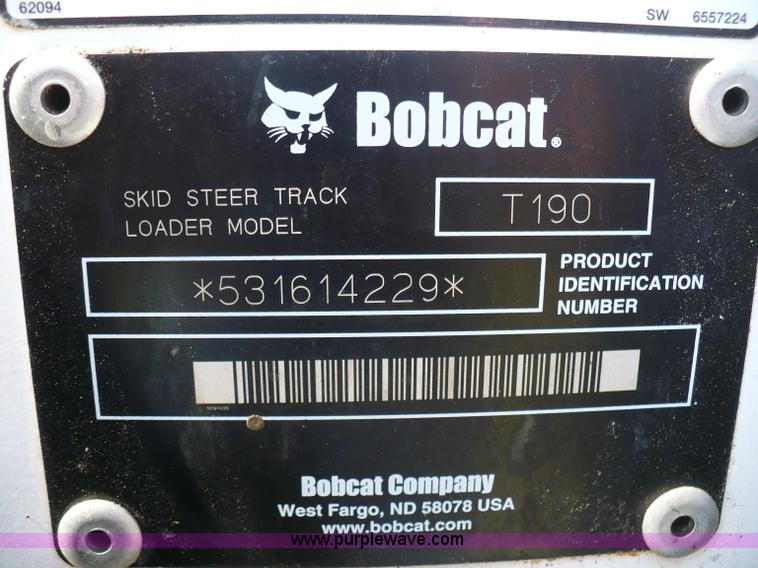 62094
SW 6557224
Bobcat®
SKID STEER TRACK
LOADER MODEL
T190
*531614229*
PRODUCT
IDENTIFICATION
NUMBER
531614229
Bobcat Company
West Fargo, ND 58078 USA
www.bobcat.com
www.purplewave.com